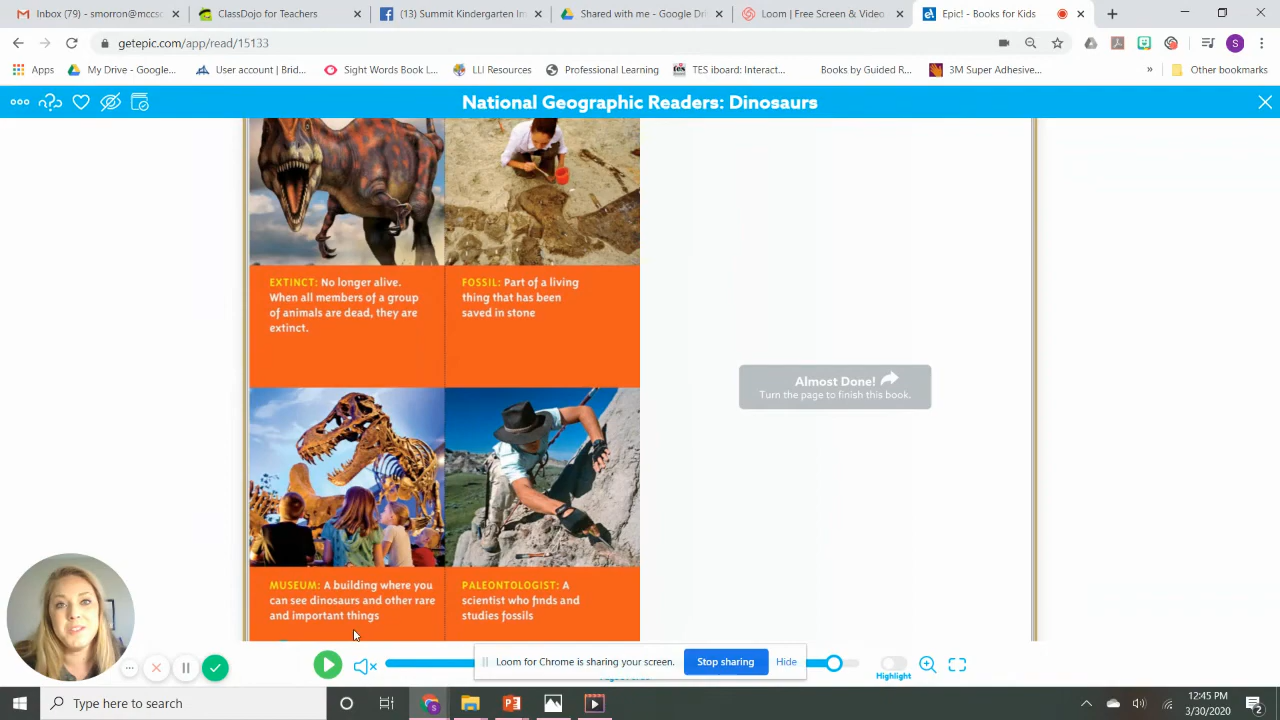 Inbox (79) - smorrin@mccsc
ClassDojo for Teachers
(13) Summit Kindergarten Im
Shared with me - Google Dri
Loom | Free Screen & Video
Epic! - Books for Kids
getepic.com/app/read/15133
S
Apps
My Drive - Google...
User account | Brid...
Sight Words Book L...
LLI Resources
Professional Learning
TES iboard: Interact...
Books by Guided R...
3M Super Adhesive...
»
Other bookmarks
National Geographic Readers: Dinosaurs
EXTINCT: No longer alive.
When all members of a group
of animals are dead, they are
extinct.
FOSSIL: Part of a living
thing that has been
saved in stone
Almost Done!
Turn the page to finish this book.
MUSEUM: A building where you
can see dinosaurs and other rare
and important things
PALEONTOLOGIST: A
scientist who finds and
studies fossils
Loom for Chrome is sharing your screen.
Stop sharing
Hide
Highlight
Type here to search
12:45 PM
3/30/2020
2